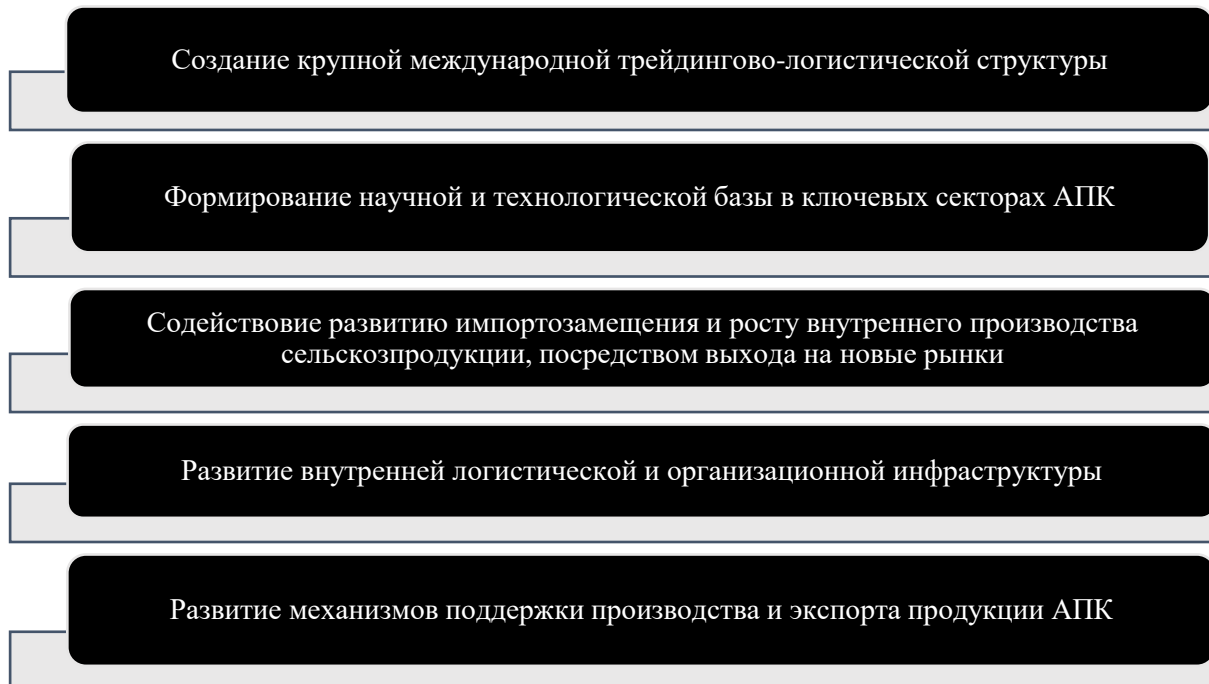 Создание крупной международной трейдингово-логистической структуры
Формирование научной и технологической базы в ключевых секторах АПК
Содействовие развитию импортозамещения и росту внутреннего производства
сельскозпродукции, посредством выхода на новые рынки
Развитие внутренней логистической и организационной инфраструктуры
Развитие механизмов поддержки производства и экспорта продукции АПК